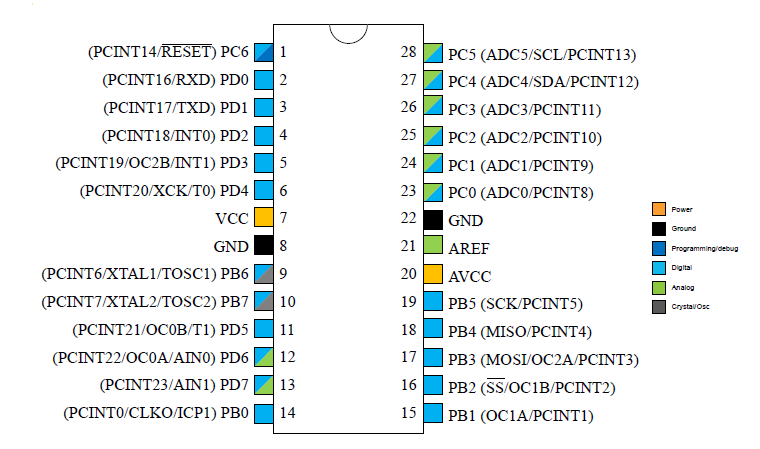 (PCINT14/RESET) PC6 1
(PCINT16/RXD) PD0 2
(PCINT17/TXD) PD1 3
(PCINT18/INT0) PD2 4
(PCINT19/OC2B/INT1) PD3 5
(PCINT20/XCK/T0) PD4 6
VCC 7
GND 8
(PCINT6/XTAL1/TOSC1) PB6 9
(PCINT7/XTAL2/TOSC2) PB7 10
(PCINT21/OC0B/T1) PD5 11
(PCINT22/OC0A/AIN0) PD6 12
(PCINT23/AIN1) PD7 13
(PCINT0/CLKO/ICP1) PB0 14
28 PC5 (ADC5/SCL/PCINT13)
27 PC4 (ADC4/SDA/PCINT12)
26 PC3 (ADC3/PCINT11)
25 PC2 (ADC2/PCINT10)
24 PC1 (ADC1/PCINT9)
23 PC0 (ADC0/PCINT8)
22 GND
21 AREF
20 AVCC
19 PB5 (SCK/PCINT5)
18 PB4 (MISO/PCINT4)
17 PB3 (MOSI/OC2A/PCINT3)
16 PB2 (SS/OC1B/PCINT2)
15 PB1 (OC1A/PCINT1)
Power
Ground
Programming/debug
Digital
Analog
Crystal/Osc